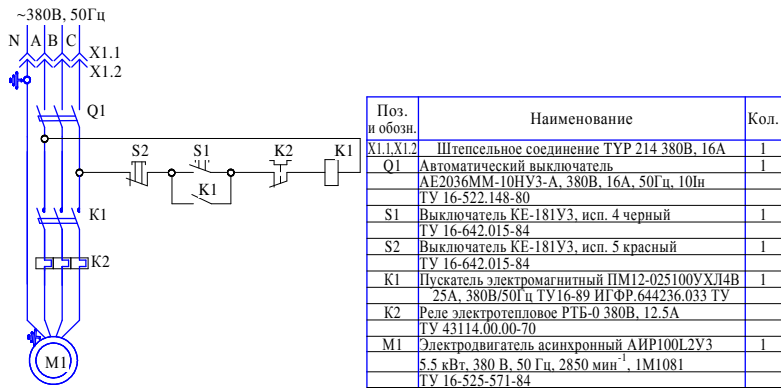 ~380В, 50Гц
N A B C
X1.1
X1.2
Q1
S2 S1 K2 K1
K1
K1
K2
M1
Поз. и обозн. Наименование Кол.
X1.1,X1.2 Штепсельное соединение TYP 214 380В, 16А 1
Q1 Автоматический выключатель 1
АЕ2036ММ-10НУ3-А, 380В, 16А, 50Гц, 10Iн
ТУ 16-522.148-80
S1 Выключатель КЕ-181У3, исп. 4 черный 1
ТУ 16-642.015-84
S2 Выключатель КЕ-181У3, исп. 5 красный 1
ТУ 16-642.015-84
K1 Пускатель электромагнитный ПМ12-025100УХЛ4В 1
25А, 380В/50Гц ТУ16-89 ИГФР.644236.033 ТУ
K2 Реле электротепловое РТБ-0 380В, 12.5А
ТУ 43114.00.00-70
M1 Электродвигатель асинхронный АИР100L2У3 1
5.5 кВт, 380 В, 50 Гц, 2850 мин⁻¹, 1М1081
ТУ 16-525-571-84